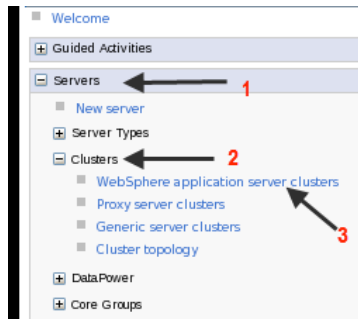 Welcome
Guided Activities
Servers 1
New server
Server Types
Clusters 2
WebSphere application server clusters
Proxy server clusters 3
Generic server clusters
Cluster topology
DataPower
Core Groups